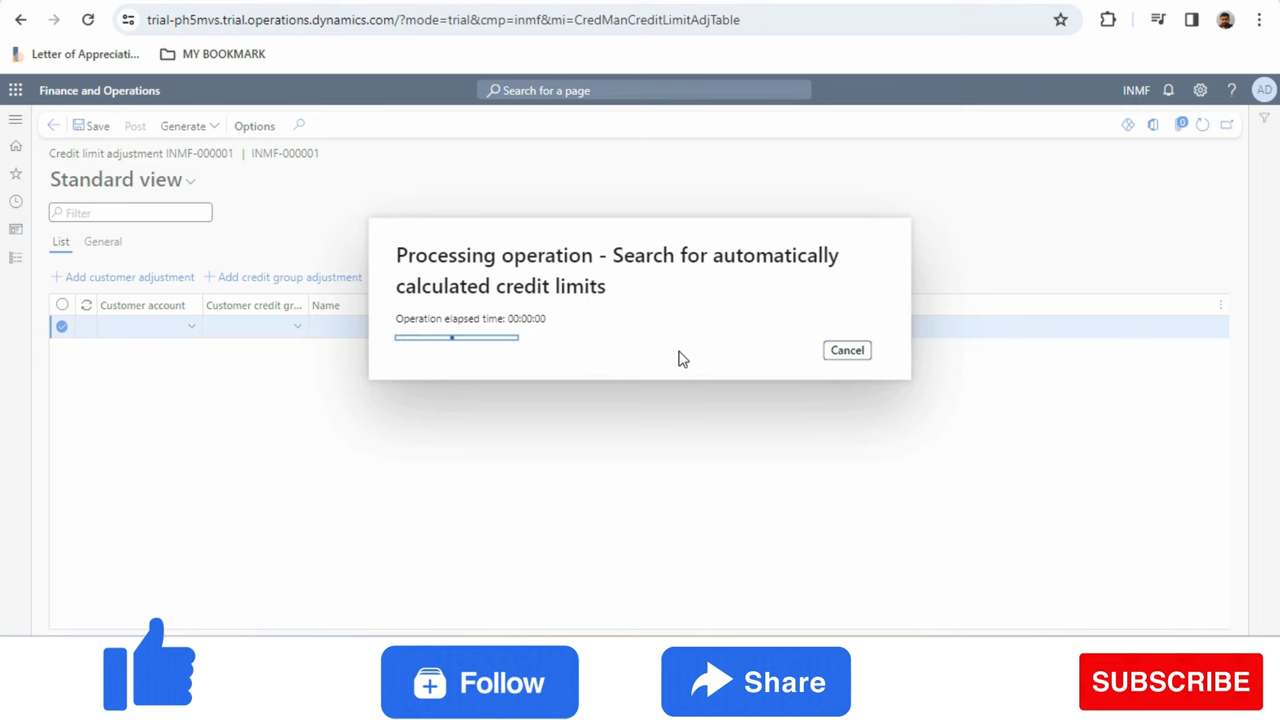 trial-ph5mvs.trial.operations.dynamics.com/?mode=trial&cmp=inmf&mi=CredManCreditLimitAdjTable
Letter of Appreciati... MY BOOKMARK
Finance and Operations Search for a page INMF ? AD
Save Post Generate Options 0
Credit limit adjustment INMF-000001 | INMF-000001
Standard view
Filter
List General
Add customer adjustment Add credit group adjustment
Customer account Customer credit gr... Name
Processing operation - Search for automatically
calculated credit limits
Operation elapsed time: 00:00:00
Cancel
Follow Share SUBSCRIBE